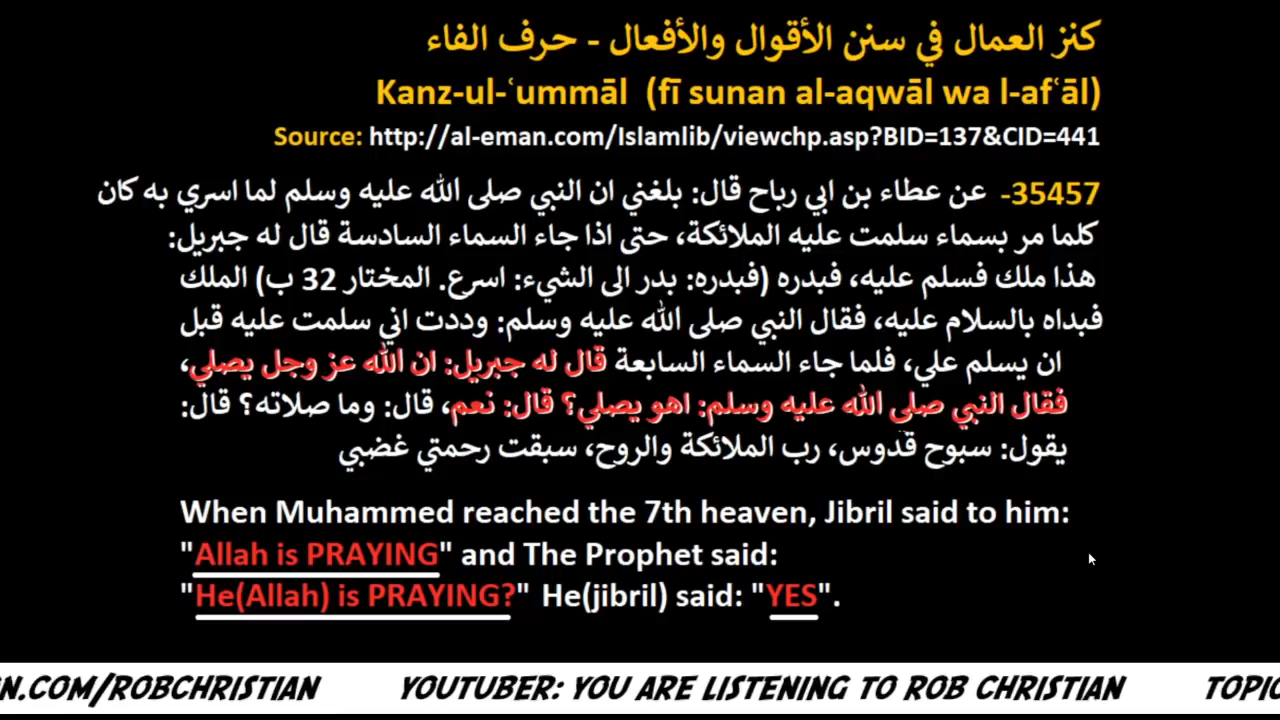 كنز العمال في سنن الأقوال والأفعال - حرف الفاء
Kanz-ul-ʿummāl (fī sunan al-aqwāl wa l-afʿāl)
Source: http://al-eman.com/Islamlib/viewchp.asp?BID=137&CID=441
35457- عن عطاء بن ابي رباح قال: بلغني ان النبي صلى الله عليه وسلم لما اسري به كان
كلما مر بسماء سلمت عليه الملائكة، حتى اذا جاء السماء السادسة قال له جبريل:
هذا ملك فسلم عليه، فبدره (فبدره: بدر الى الشيء: اسرع. المختار 32 ب) الملك
فبداه بالسلام عليه، فقال النبي صلى الله عليه وسلم: وددت اني سلمت عليه قبل
ان يسلم علي، فلما جاء السماء السابعة قال له جبريل: ان الله عز وجل يصلي،
فقال النبي صلى الله عليه وسلم: اهو يصلي؟ قال: نعم، قال: وما صلاته؟ قال:
يقول: سبوح قدوس، رب الملائكة والروح، سبقت رحمتي غضبي
When Muhammed reached the 7th heaven, Jibril said to him:
"Allah is PRAYING" and The Prophet said:
"He(Allah) is PRAYING?" He(jibril) said: "YES".
N.COM/ROBCHRISTIAN YOUTUBER: YOU ARE LISTENING TO ROB CHRISTIAN TOPIC